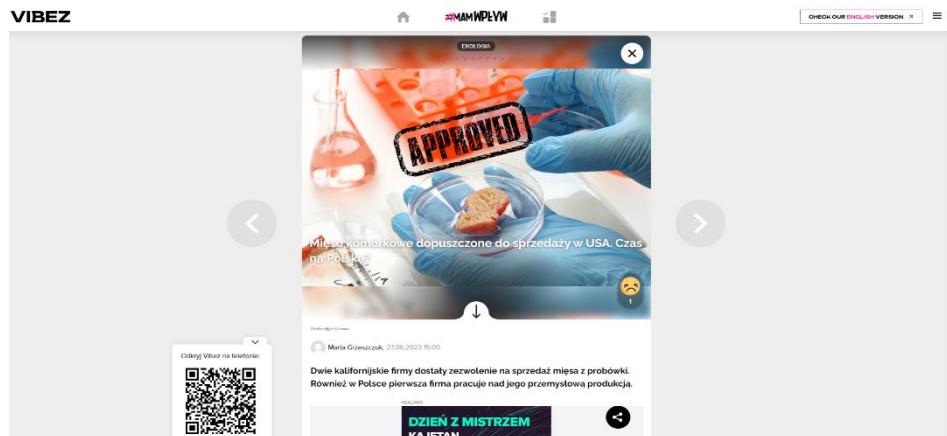 VIBEZ
#MAMWPŁYW
CHECK OUR ENGLISH VERSION
EKOLOGIA
APPROVED
Mięso komórkowe dopuszczone do sprzedaży w USA. Czas
na Polskę?
1
Odkryj Vibez na telefonie:
Marta Grzeszczuk, 27.06.2023 15:00
Dwie kalifornijskie firmy dostały zezwolenie na sprzedaż mięsa z probówki.
Również w Polsce pierwsza firma pracuje nad jego przemysłową produkcją.
REKLAMA
DZIEŃ Z MISTRZEM
KAJETAN